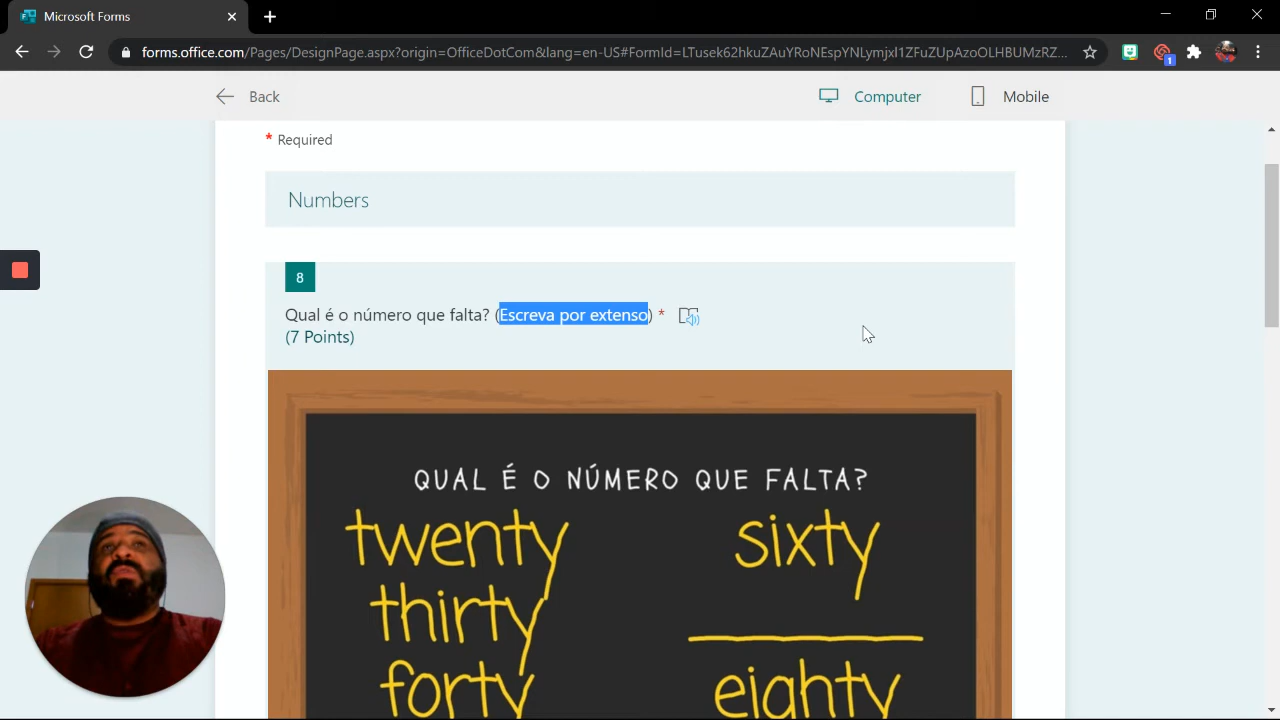 Microsoft Forms
forms.office.com/Pages/DesignPage.aspx?origin=OfficeDotCom&lang=en-US#FormId=LTusek62hkuZAuYRoNEspYNLymjxI1ZFuZUpAzoOLHBUMzRZ...
1
Back
Computer
Mobile
* Required
Numbers
8
Qual é o número que falta? (Escreva por extenso) *
(7 Points)
QUAL É O NÚMERO QUE FALTA?
twenty
sixty
thirty
forty
eighty